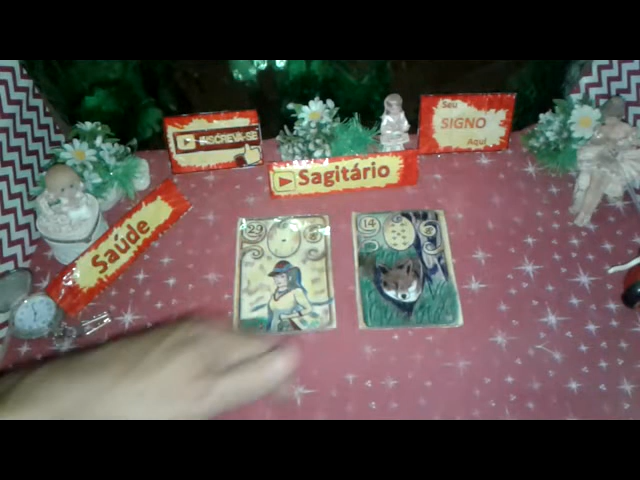 INSCREVA-SE
Seu
SIGNO
Aqui
Sagitário
Saúde
29
14